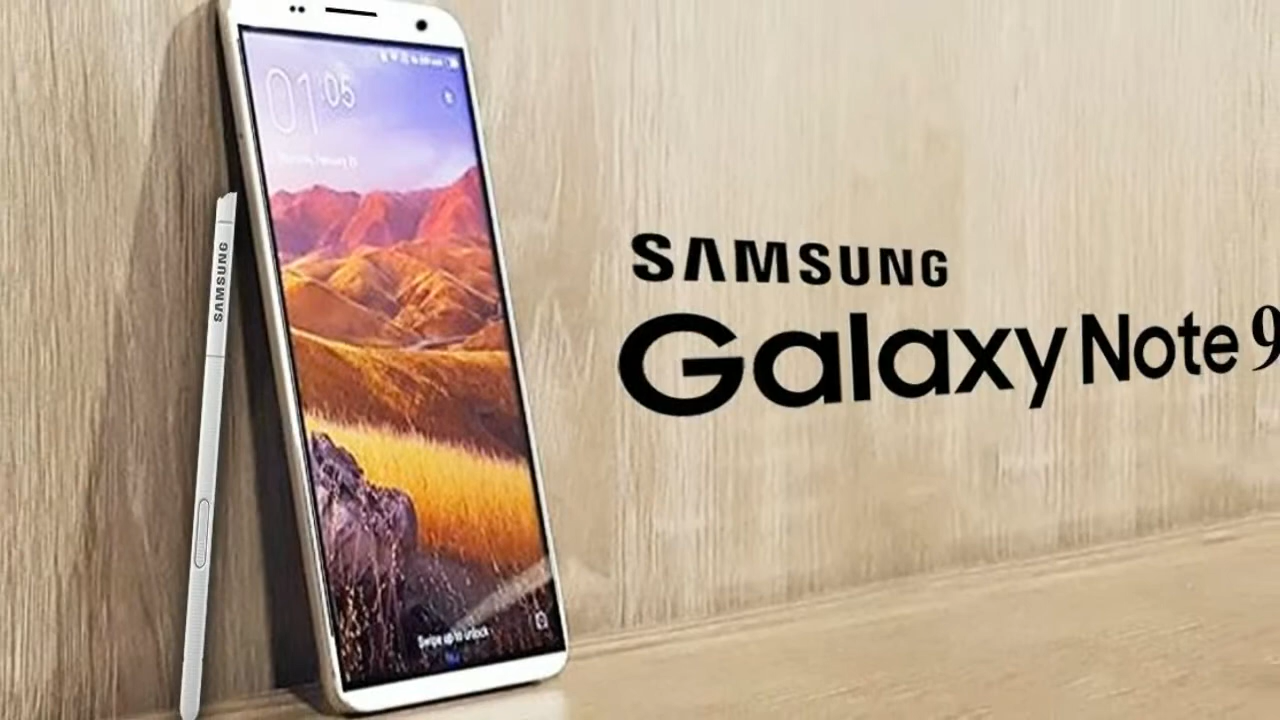 01:05
SAMSUNG
SAMSUNG
Galaxy Note 9
Swipe up to unlock